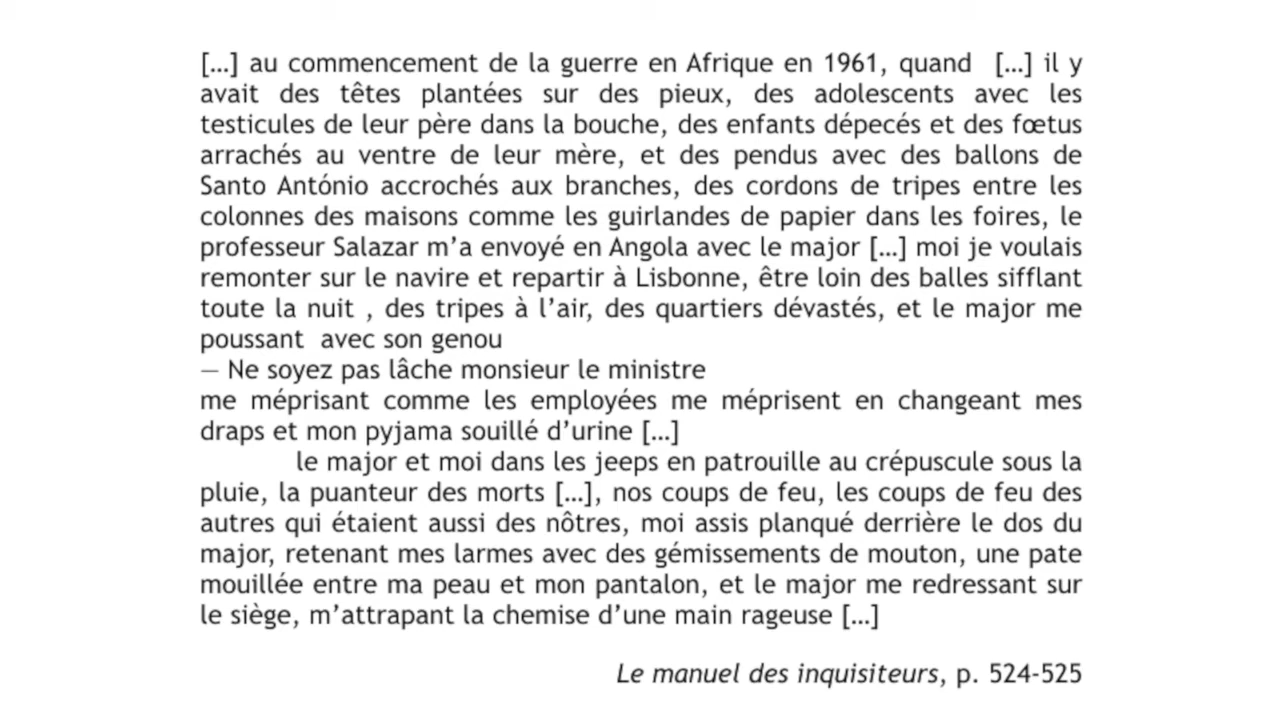 […] au commencement de la guerre en Afrique en 1961, quand […] il y
avait des têtes plantées sur des pieux, des adolescents avec les
testicules de leur père dans la bouche, des enfants dépecés et des fœtus
arrachés au ventre de leur mère, et des pendus avec des ballons de
Santo António accrochés aux branches, des cordons de tripes entre les
colonnes des maisons comme les guirlandes de papier dans les foires, le
professeur Salazar m’a envoyé en Angola avec le major […] moi je voulais
remonter sur le navire et repartir à Lisbonne, être loin des balles sifflant
toute la nuit , des tripes à l’air, des quartiers dévastés, et le major me
poussant avec son genou
— Ne soyez pas lâche monsieur le ministre
me méprisant comme les employées me méprisent en changeant mes
draps et mon pyjama souillé d’urine […]
le major et moi dans les jeeps en patrouille au crépuscule sous la
pluie, la puanteur des morts […], nos coups de feu, les coups de feu des
autres qui étaient aussi des nôtres, moi assis planqué derrière le dos du
major, retenant mes larmes avec des gémissements de mouton, une pate
mouillée entre ma peau et mon pantalon, et le major me redressant sur
le siège, m’attrapant la chemise d’une main rageuse […]
Le manuel des inquisiteurs, p. 524-525